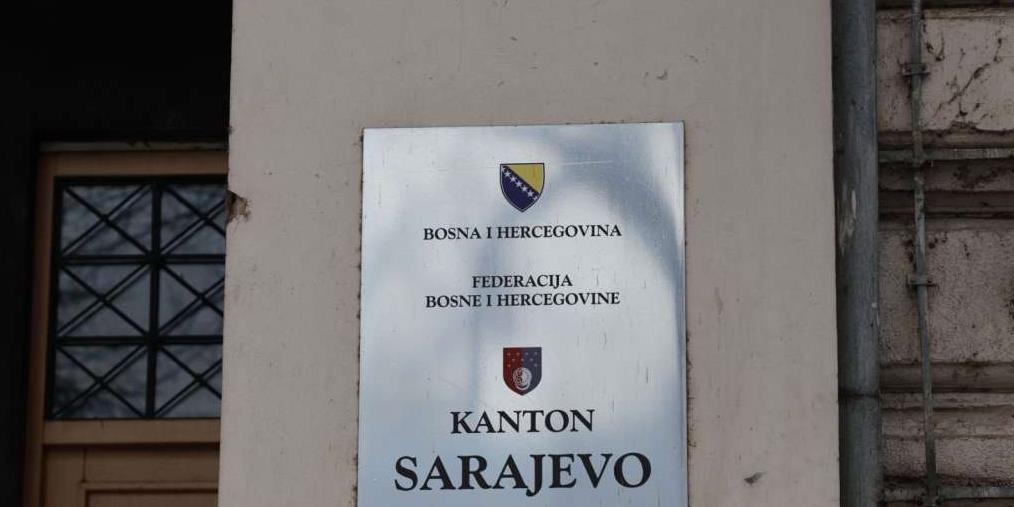 BOSNA I HERCEGOVINA
FEDERACIJA
BOSNE I HERCEGOVINE
KANTON
SARAJEVO